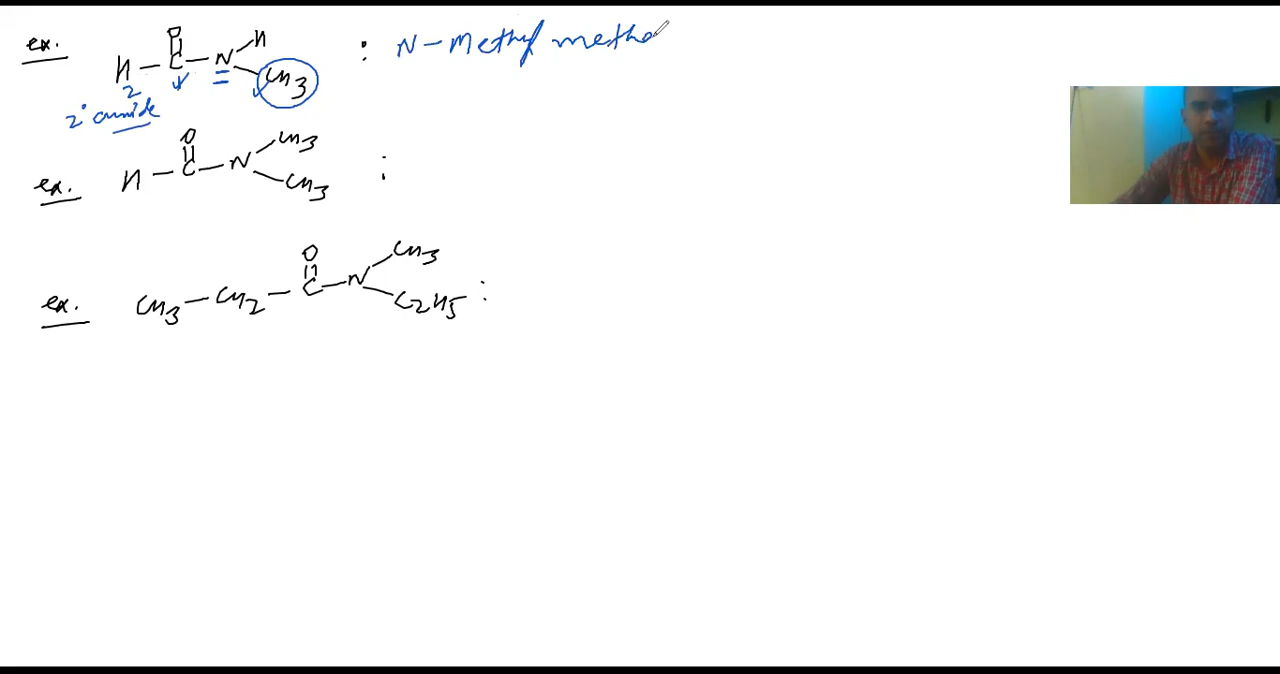 ex. H-C(=O)-N(H)-CH3 : N-Methyl metha
2° amide
ex. H-C(=O)-N(CH3)-CH3 :
ex. CH3-CH2-C(=O)-N(CH3)-C2H5 :